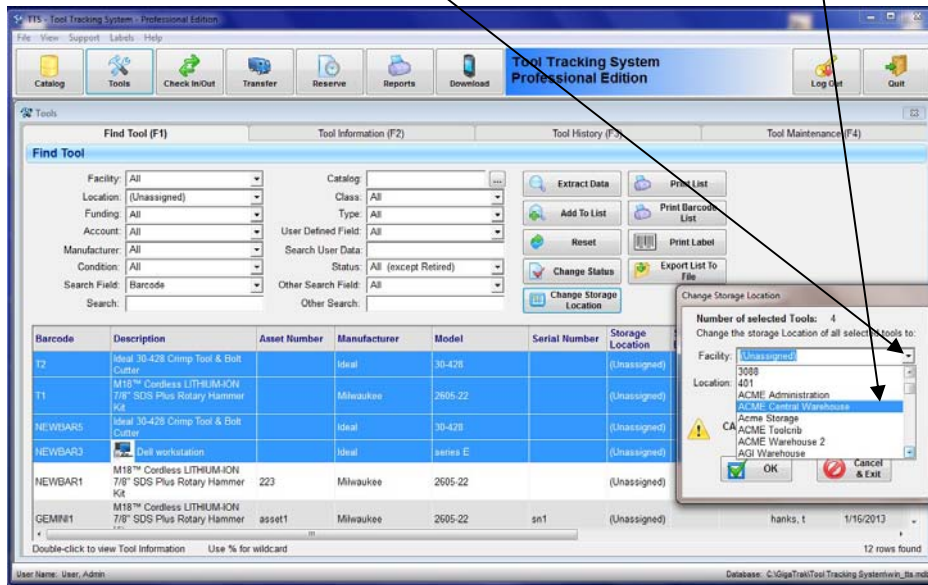 TTS - Tool Tracking System - Professional Edition
File View Support Labels Help
Catalog Tools Check In/Out Transfer Reserve Reports Download Tool Tracking System Professional Edition Log Out Quit
Tools
Find Tool (F1) Tool Information (F2) Tool History (F3) Tool Maintenance (F4)
Find Tool
Facility: All Catalog: ... Extract Data Print List
Location: (Unassigned) Class: All
Funding: All Type: All Add To List Print Barcode List
Account: All User Defined Field: All
Manufacturer: All Search User Data: Reset Print Label
Condition: All Status: All (except Retired) Change Status Export List To File
Search Field: Barcode Other Search Field: All
Search: Other Search: Change Storage Location
Change Storage Location
Number of selected Tools: 4
Change the storage Location of all selected tools to:
Facility: (Unassigned)
3088
Location: 401
ACME Administration
ACME Central Warehouse
Acme Storage
CA ACME Toolcrib
ACME Warehouse 2
AGI Warehouse
OK Cancel & Exit
Barcode Description Asset Number Manufacturer Model Serial Number Storage Location
T2 Ideal 30-428 Crimp Tool & Bolt Cutter Ideal 30-428 (Unassigned)
T1 M18™ Cordless LITHIUM-ION 7/8" SDS Plus Rotary Hammer Kit Milwaukee 2605-22 (Unassigned)
NEWBAR5 Ideal 30-428 Crimp Tool & Bolt Cutter Ideal 30-428 (Unassigned)
NEWBAR3 Dell workstation Ideal series E (Unassigned)
NEWBAR1 M18™ Cordless LITHIUM-ION 7/8" SDS Plus Rotary Hammer Kit 223 Milwaukee 2605-22 (Unassigned)
GEMINI1 M18™ Cordless LITHIUM-ION 7/8" SDS Plus Rotary Hammer asset1 Milwaukee 2605-22 sn1 (Unassigned) hanks, t 1/16/2013
Double-click to view Tool Information Use % for wildcard 12 rows found
User Name: User, Admin Database: C:\GigaTrak\Tool Tracking System\win_tts.mdb